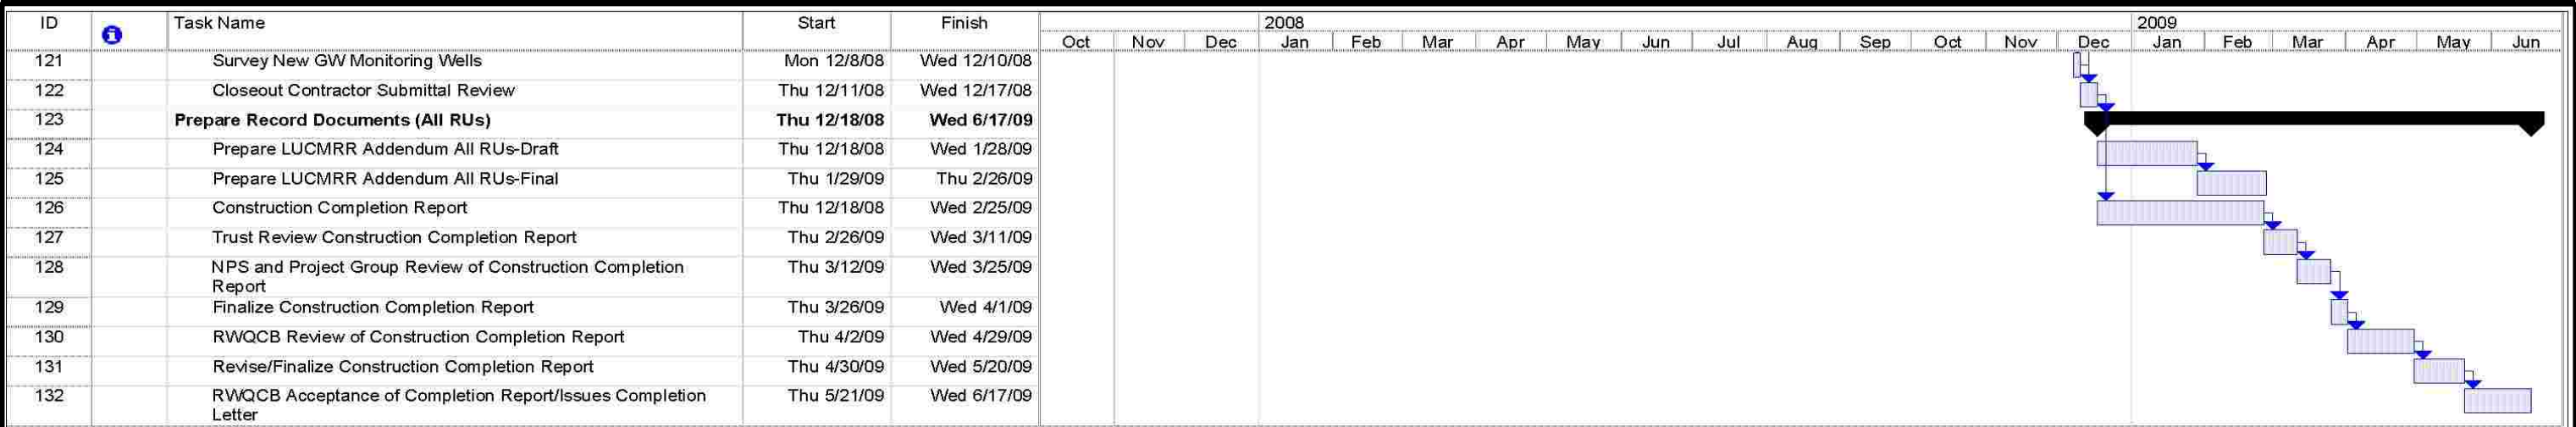 ID Task Name Start Finish 2008 2009
Oct Nov Dec Jan Feb Mar Apr May Jun Jul Aug Sep Oct Nov Dec Jan Feb Mar Apr May Jun
121 Survey New GW Monitoring Wells Mon 12/8/08 Wed 12/10/08
122 Closeout Contractor Submittal Review Thu 12/11/08 Wed 12/17/08
123 Prepare Record Documents (All RUs) Thu 12/18/08 Wed 6/17/09
124 Prepare LUCMRR Addendum All RUs-Draft Thu 12/18/08 Wed 1/28/09
125 Prepare LUCMRR Addendum All RUs-Final Thu 1/29/09 Thu 2/26/09
126 Construction Completion Report Thu 12/18/08 Wed 2/25/09
127 Trust Review Construction Completion Report Thu 2/26/09 Wed 3/11/09
128 NPS and Project Group Review of Construction Completion Thu 3/12/09 Wed 3/25/09
Report
129 Finalize Construction Completion Report Thu 3/26/09 Wed 4/1/09
130 RWQCB Review of Construction Completion Report Thu 4/2/09 Wed 4/29/09
131 Revise/Finalize Construction Completion Report Thu 4/30/09 Wed 5/20/09
132 RWQCB Acceptance of Completion Report/Issues Completion Thu 5/21/09 Wed 6/17/09
Letter